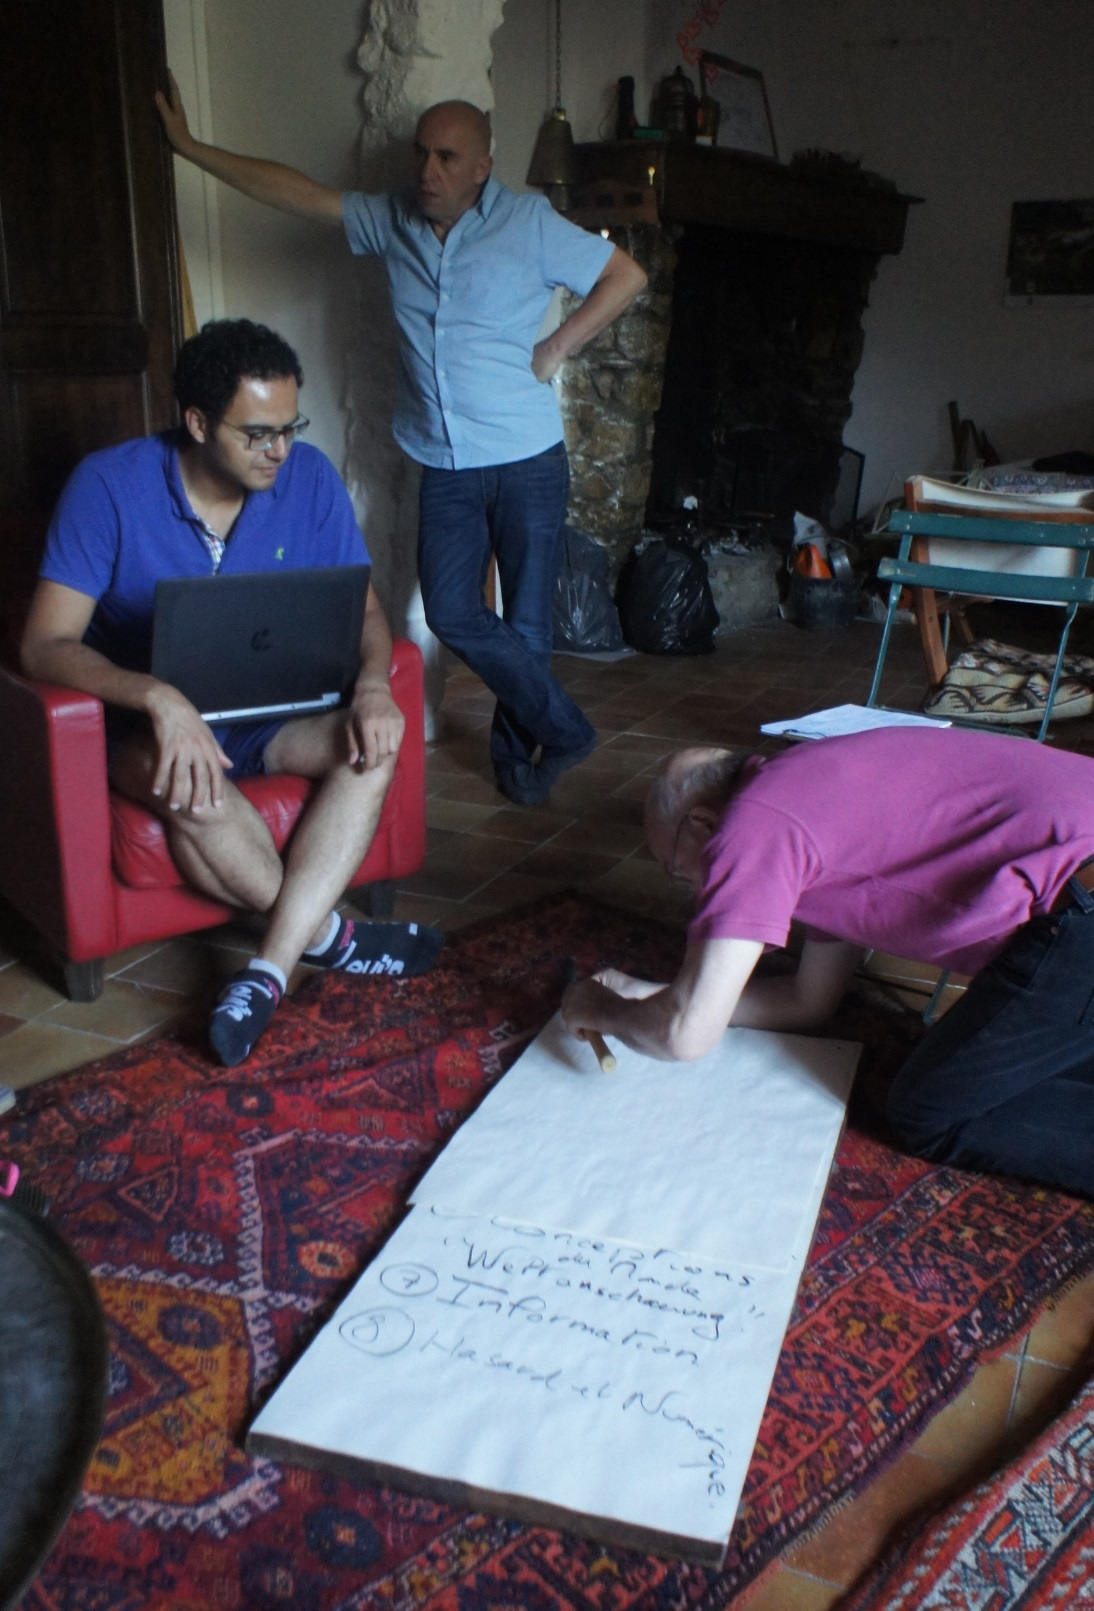 Conceptions
du Monde
"Weltanschauung"
⑦ Information
⑧ Hasard et Numérique.